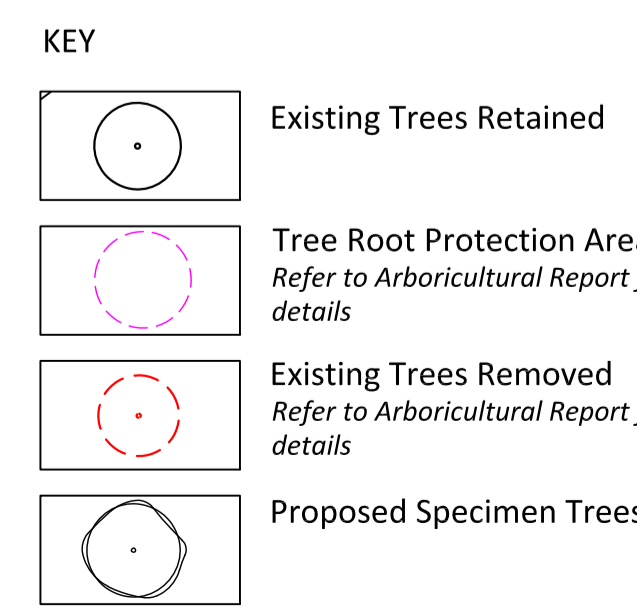 KEY
Existing Trees Retained
Tree Root Protection
Refer to Arboricultural Report
details
Existing Trees Removed
Refer to Arboricultural Report
details
Proposed Specimen Trees